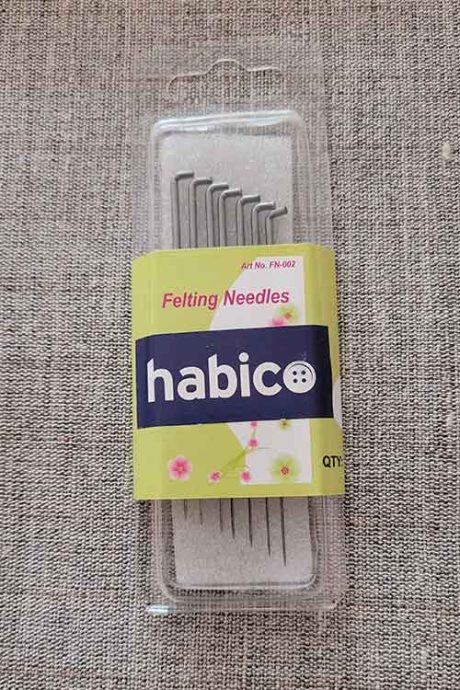 Art No. FN-002
Felting Needles
habico
QTY: